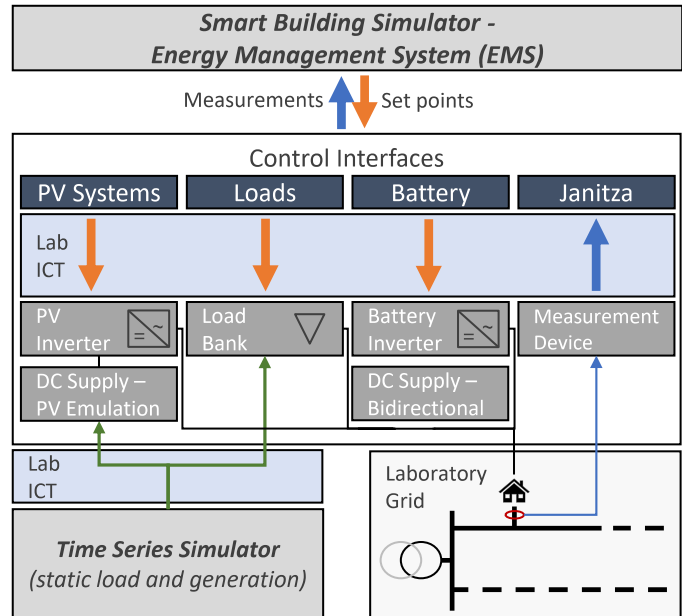 Smart Building Simulator -
Energy Management System (EMS)
Measurements
Set points
Control Interfaces
PV Systems
Loads
Battery
Janitza
Lab
ICT
PV
Inverter
Load
Bank
Battery
Inverter
Measurement
Device
DC Supply –
PV Emulation
DC Supply –
Bidirectional
Lab
ICT
Laboratory
Grid
Time Series Simulator
(static load and generation)